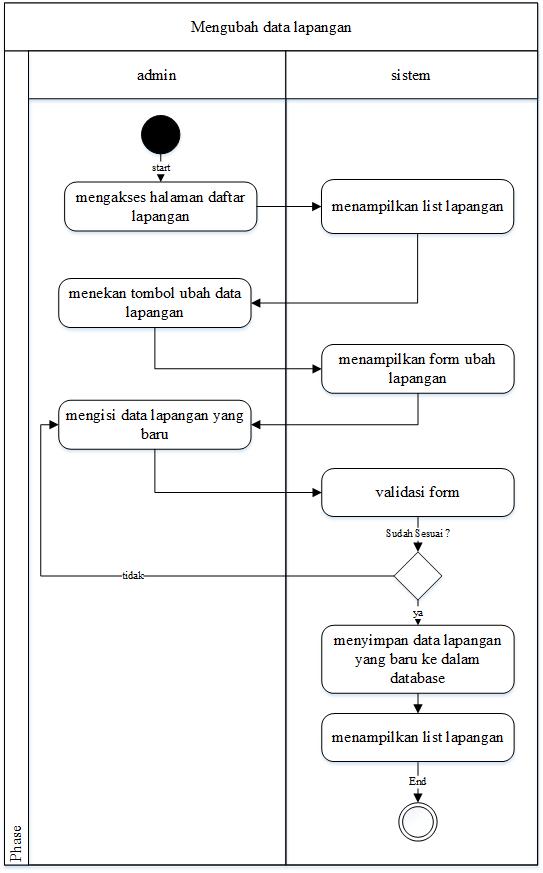 Mengubah data lapangan
admin
sistem
start
mengakses halaman daftar
lapangan
menampilkan list lapangan
menekan tombol ubah data
lapangan
menampilkan form ubah
lapangan
mengisi data lapangan yang
baru
validasi form
Sudah Sesuai ?
tidak
ya
menyimpan data lapangan
yang baru ke dalam
database
menampilkan list lapangan
End
Phase